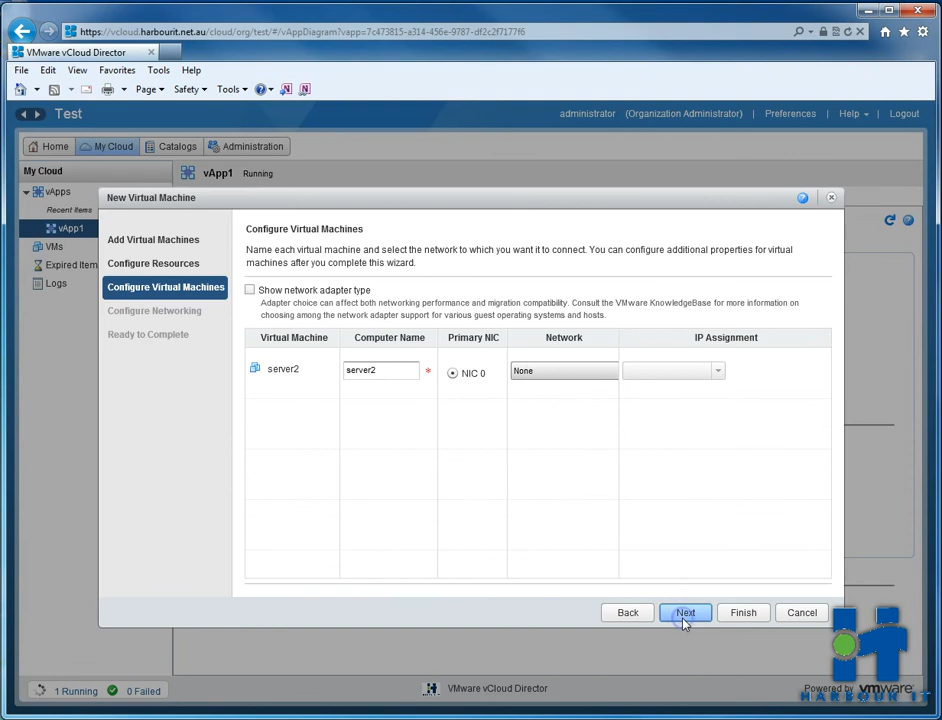 https://vcloud.harbourit.net.au/cloud/org/test/#/vAppDiagram?vapp=7c473815-a314-456e-9787-df2c2f7177f6
VMware vCloud Director
File Edit View Favorites Tools Help
Page Safety Tools
Test
administrator (Organization Administrator) | Preferences | Help | Logout
Home My Cloud Catalogs Administration
My Cloud
vApp1 Running
vApps
Recent Items
vApp1
VMs
Expired Item
Logs
New Virtual Machine
Add Virtual Machines
Configure Resources
Configure Virtual Machines
Configure Networking
Ready to Complete
Configure Virtual Machines
Name each virtual machine and select the network to which you want it to connect. You can configure additional properties for virtual
machines after you complete this wizard.
Show network adapter type
Adapter choice can affect both networking performance and migration compatibility. Consult the VMware KnowledgeBase for more information on
choosing among the network adapter support for various guest operating systems and hosts.
Virtual Machine Computer Name Primary NIC Network IP Assignment
server2 server2 * NIC 0 None
Back Next Finish Cancel
1 Running 0 Failed
VMware vCloud Director
Powered by vmware
HARBOUR IT